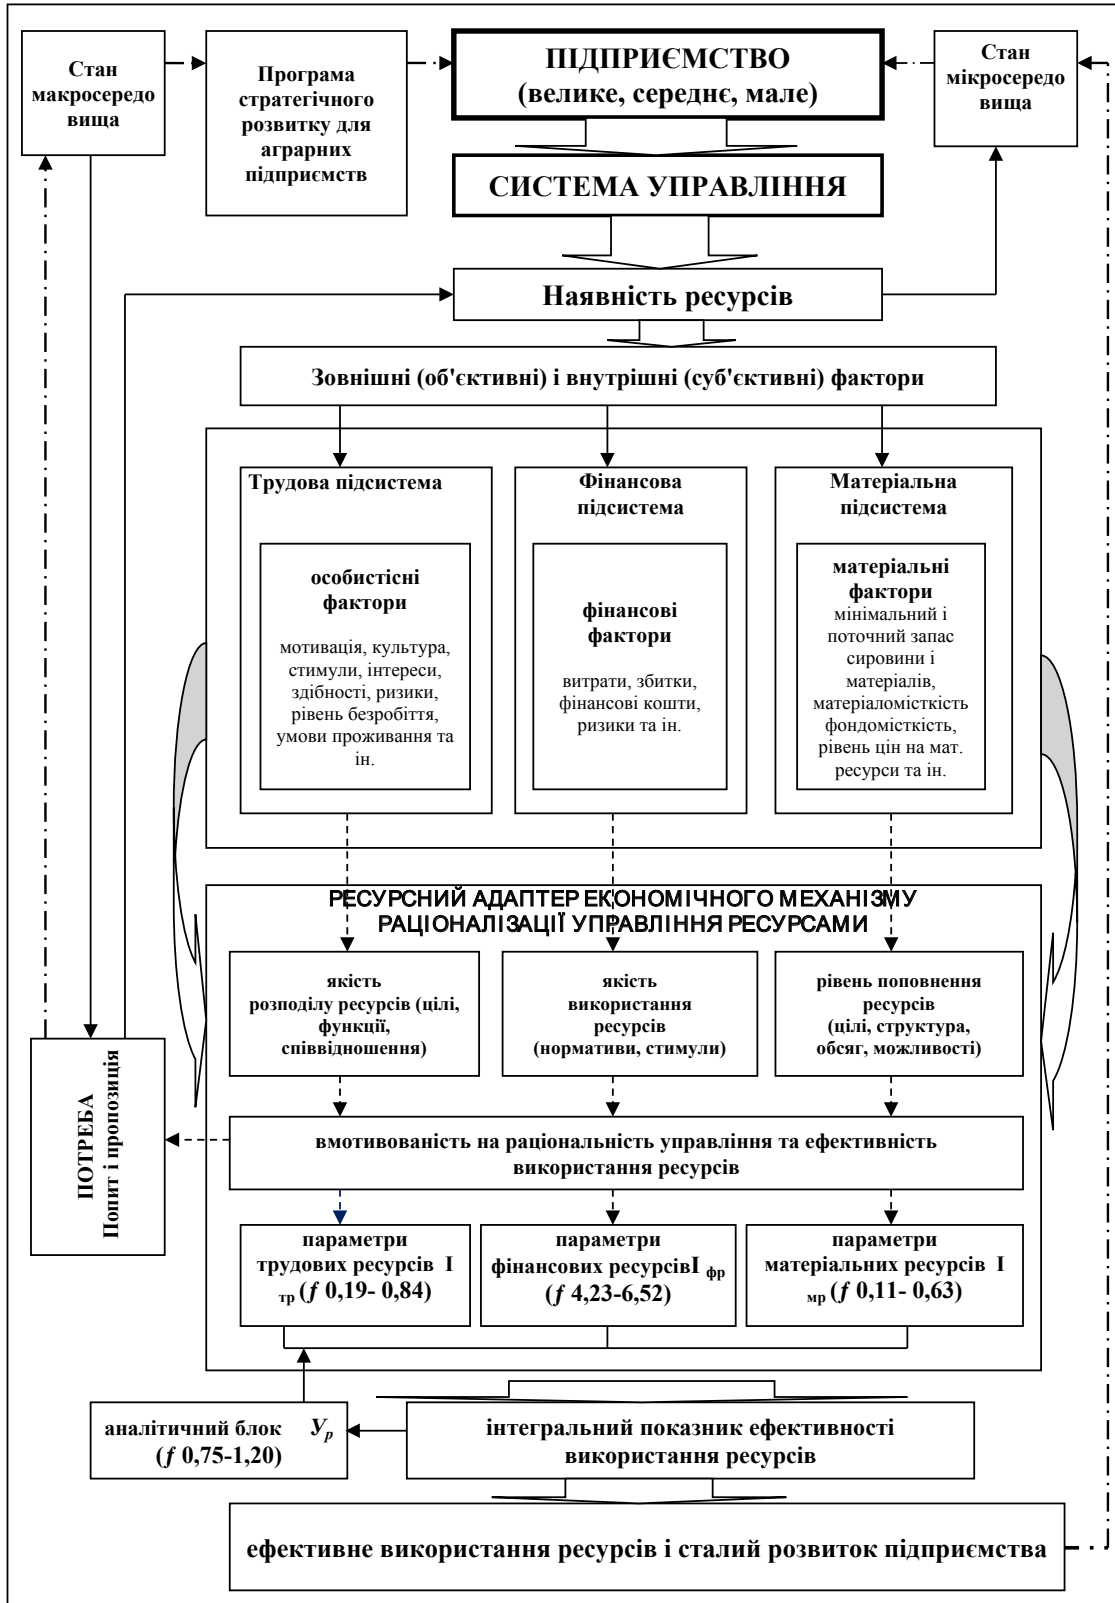 Стан
макросередо
вища
Програма
стратегічного
розвитку для
аграрних
підприємств
ПІДПРИЄМСТВО
(велике, середнє, мале)
Стан
мікросередо
вища
СИСТЕМА УПРАВЛІННЯ
Наявність ресурсів
Зовнішні (об'єктивні) і внутрішні (суб'єктивні) фактори
Трудова підсистема
особистісні
фактори
мотивація, культура,
стимули, інтереси,
здібності, ризики,
рівень безробіття,
умови проживання та
ін.
Фінансова
підсистема
фінансові
фактори
витрати, збитки,
фінансові кошти,
ризики та ін.
Матеріальна
підсистема
матеріальні
фактори
мінімальний і
поточний запас
сировини і
матеріалів,
матеріаломісткість
фондомісткість,
рівень цін на мат.
ресурси та ін.
РЕСУРСНИЙ АДАПТЕР ЕКОНОМІЧНОГО МЕХАНІЗМУ
РАЦІОНАЛІЗАЦІЇ УПРАВЛІННЯ РЕСУРСАМИ
якість
розподілу ресурсів (цілі,
функції,
співвідношення)
якість
використання
ресурсів
(нормативи, стимули)
рівень поповнення
ресурсів
(цілі, структура,
обсяг, можливості)
ПОТРЕБА
Попит і пропозиція
вмотивованість на раціональність управління та ефективність
використання ресурсів
параметри
трудових ресурсів І
тр (ƒ 0,19- 0,84)
параметри
фінансових ресурсівІ фр
(ƒ 4,23-6,52)
параметри
матеріальних ресурсів І
мр (ƒ 0,11- 0,63)
аналітичний блок Ур
(ƒ 0,75-1,20)
інтегральний показник ефективності
використання ресурсів
ефективне використання ресурсів і сталий розвиток підприємства